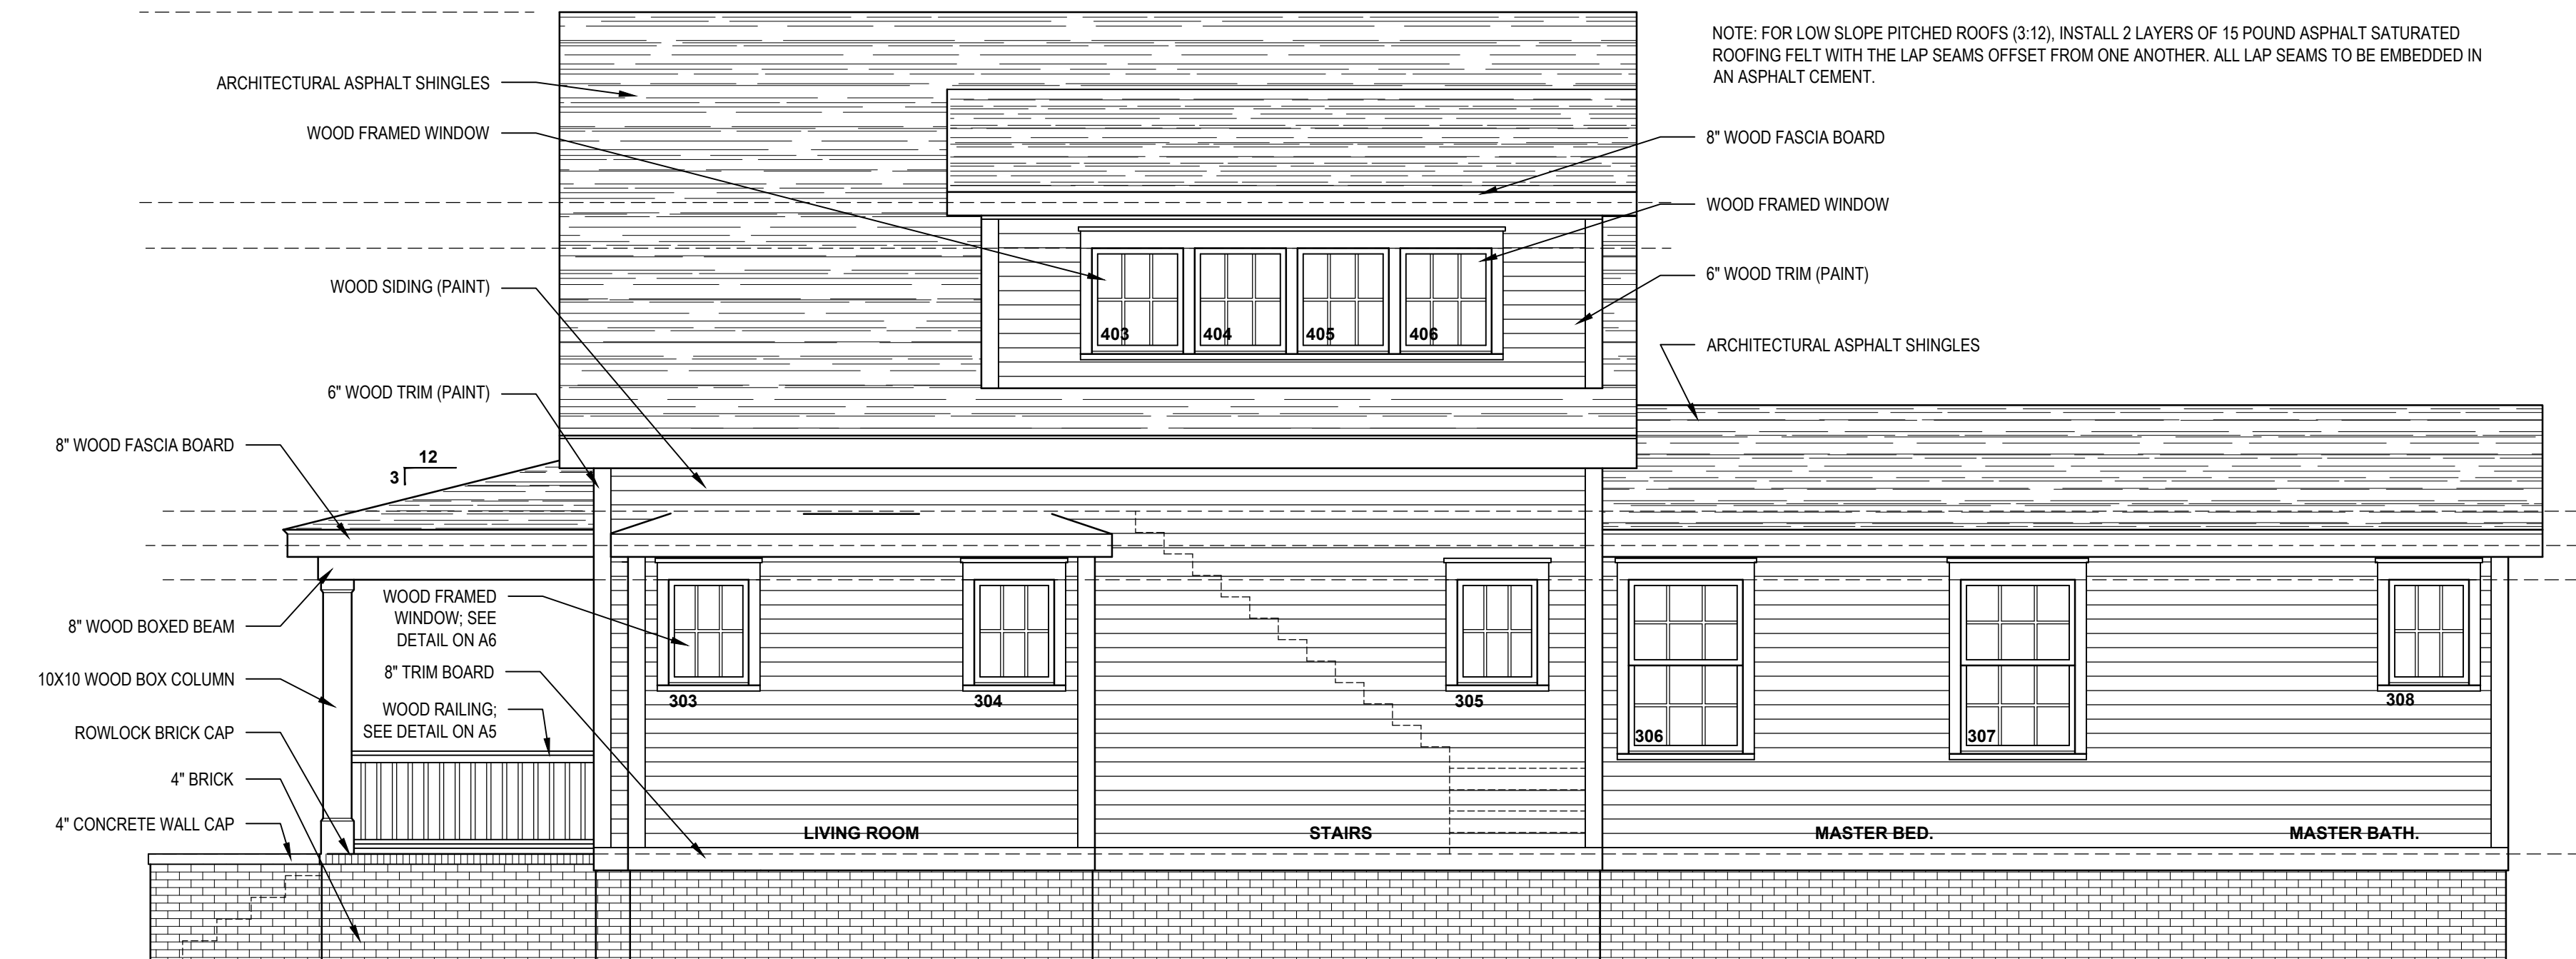 NOTE: FOR LOW SLOPE PITCHED ROOFS (3:12), INSTALL 2 LAYERS OF 15 POUND ASPHALT SATURATED
ROOFING FELT WITH THE LAP SEAMS OFFSET FROM ONE ANOTHER. ALL LAP SEAMS TO BE EMBEDDED IN
AN ASPHALT CEMENT.
ARCHITECTURAL ASPHALT SHINGLES
WOOD FRAMED WINDOW
WOOD SIDING (PAINT)
6" WOOD TRIM (PAINT)
8" WOOD FASCIA BOARD
12
3
8" WOOD BOXED BEAM
10X10 WOOD BOX COLUMN
ROWLOCK BRICK CAP
4" BRICK
4" CONCRETE WALL CAP
WOOD FRAMED
WINDOW; SEE
DETAIL ON A6
8" TRIM BOARD
WOOD RAILING;
SEE DETAIL ON A5
8" WOOD FASCIA BOARD
WOOD FRAMED WINDOW
6" WOOD TRIM (PAINT)
ARCHITECTURAL ASPHALT SHINGLES
403
404
405
406
303
304
305
306
307
308
LIVING ROOM
STAIRS
MASTER BED.
MASTER BATH.